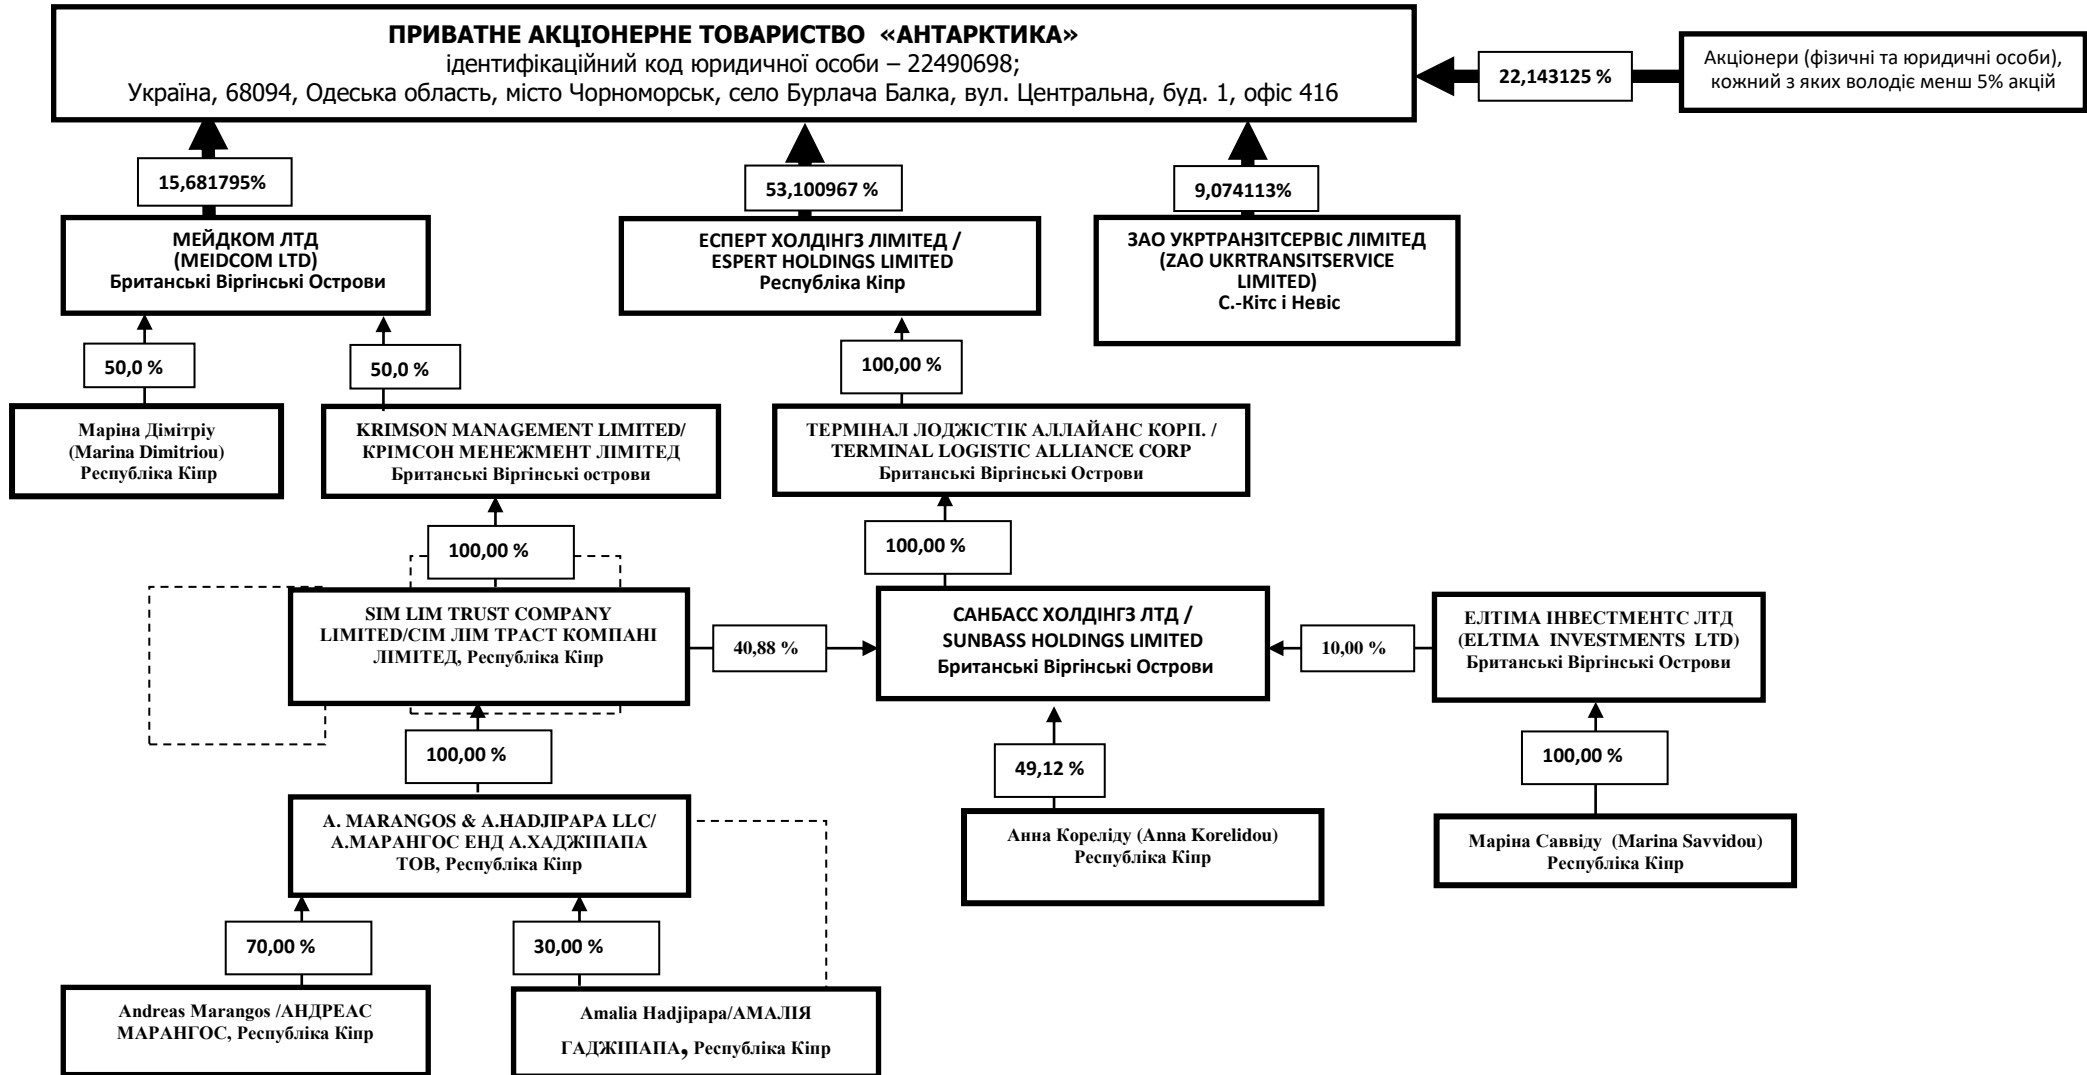 ПРИВАТНЕ АКЦІОНЕРНЕ ТОВАРИСТВО «АНТАРКТИКА»
ідентифікаційний код юридичної особи – 22490698;
Україна, 68094, Одеська область, місто Чорноморськ, село Бурлача Балка, вул. Центральна, буд. 1, офіс 416
22,143125 %
Акціонери (фізичні та юридичні особи),
кожний з яких володіє менш 5% акцій
15,681795%
53,100967 %
9,074113%
МЕЙДКОМ ЛТД
(MEIDCOM LTD)
Британські Віргінські Острови
ЕСПЕРТ ХОЛДІНГЗ ЛІМІТЕД /
ESPERT HOLDINGS LIMITED
Республіка Кіпр
ЗАО УКРТРАНЗІТСЕРВІС ЛІМІТЕД
(ZAO UKRTRANSITSERVICE
LIMITED)
С.-Кітс і Невіс
50,0 %
50,0 %
100,00 %
Маріна Дімітріу
(Marina Dimitriou)
Республіка Кіпр
KRIMSON MANAGEMENT LIMITED/
КРІМСОН МЕНЕЖМЕНТ ЛІМІТЕД
Британські Віргінські острови
ТЕРМІНАЛ ЛОДЖІСТІК АЛЛАЙАНС КОРП. /
TERMINAL LOGISTIC ALLIANCE CORP
Британські Віргінські Острови
100,00 %
100,00 %
SIM LIM TRUST COMPANY
LIMITED/СІМ ЛІМ ТРАСТ КОМПАНІ
ЛІМІТЕД, Республіка Кіпр
40,88 %
САНБАСС ХОЛДІНГЗ ЛТД /
SUNBASS HOLDINGS LIMITED
Британські Віргінські Острови
10,00 %
ЕЛТІМА ІНВЕСТМЕНТС ЛТД
(ELTIMA INVESTMENTS LTD)
Британські Віргінські Острови
100,00 %
49,12 %
100,00 %
A. MARANGOS & A.HADJIPAPA LLC/
А.МАРАНГОС ЕНД А.ХАДЖІПАПА
ТОВ, Республіка Кіпр
Анна Кореліду (Anna Korelidou)
Республіка Кіпр
Маріна Саввіду (Marina Savvidou)
Республіка Кіпр
70,00 %
30,00 %
Andreas Marangos /АНДРЕАС
МАРАНГОС, Республіка Кіпр
Amalia Hadjipapa/АМАЛІЯ
ГАДЖІПАПА, Республіка Кіпр